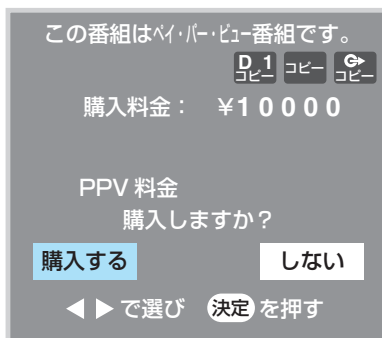 この番組はペイ・パー・ビュー番組です。
D 1 コピー コピー コピー
購入料金： ¥10000
PPV 料金
購入しますか？
購入する しない
◀ ▶ で選び 決定 を押す